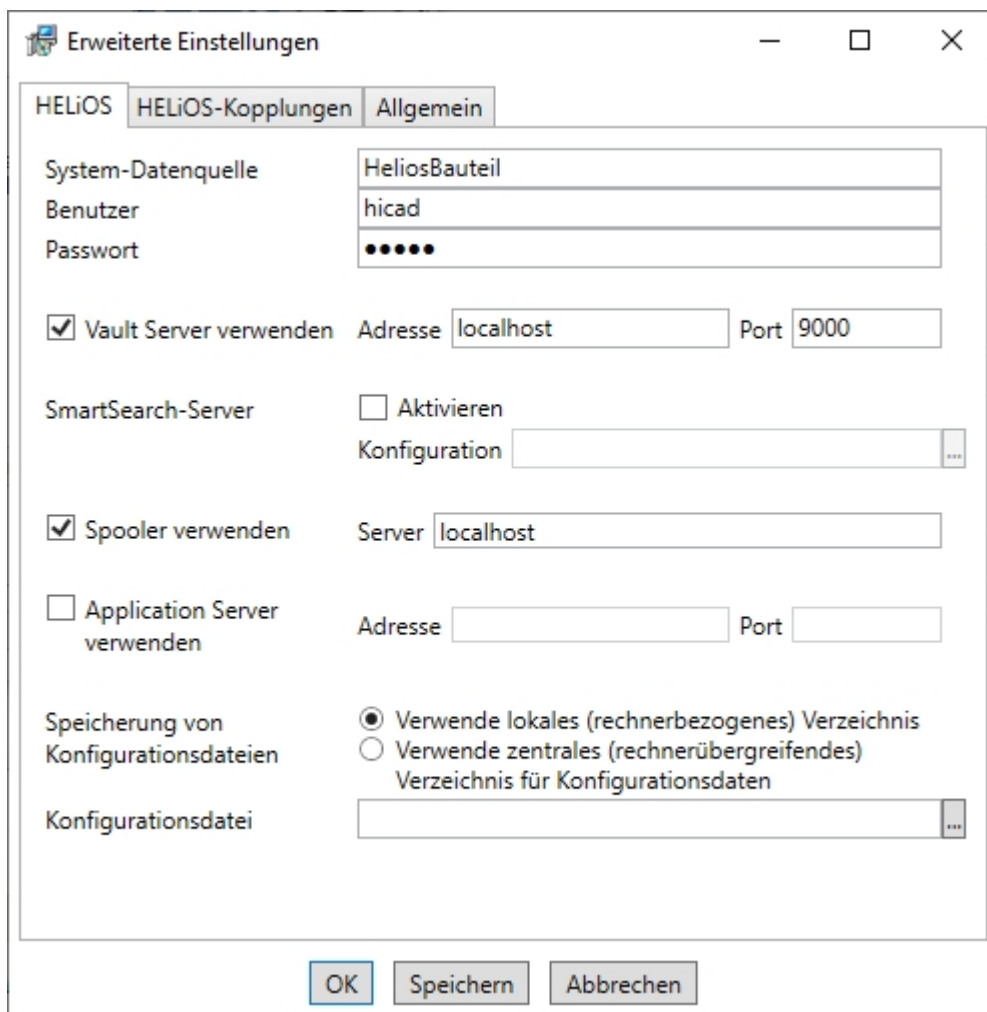 Erweiterte Einstellungen
HELiOS HELiOS-Kopplungen Allgemein
System-Datenquelle HeliosBauteil
Benutzer hicad
Passwort ●●●●●
Vault Server verwenden Adresse localhost Port 9000
SmartSearch-Server Aktivieren
Konfiguration ...
Spooler verwenden Server localhost
Application Server
verwenden Adresse Port
Speicherung von
Konfigurationsdateien
Verwende lokales (rechnerbezogenes) Verzeichnis
Verwende zentrales (rechnerübergreifendes)
Verzeichnis für Konfigurationsdaten
Konfigurationsdatei ...
OK Speichern Abbrechen